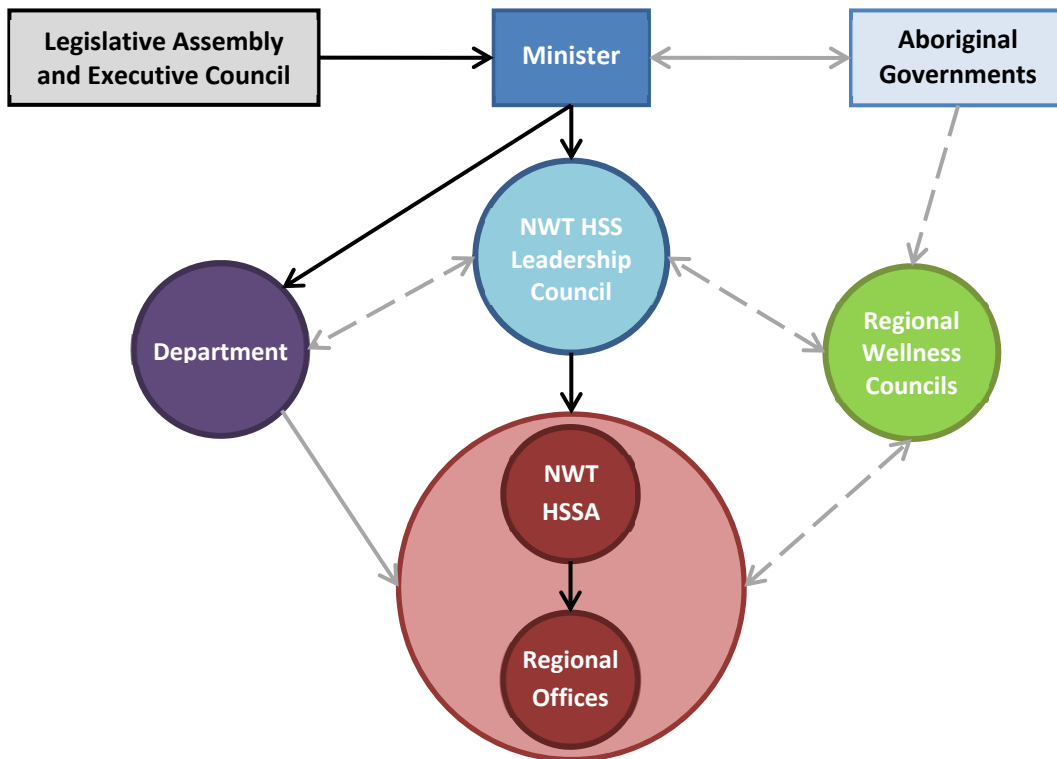 Legislative Assembly
and Executive Council
Minister
Aboriginal
Governments
NWT HSS
Leadership
Council
Department
Regional
Wellness
Councils
NWT
HSSA
Regional
Offices